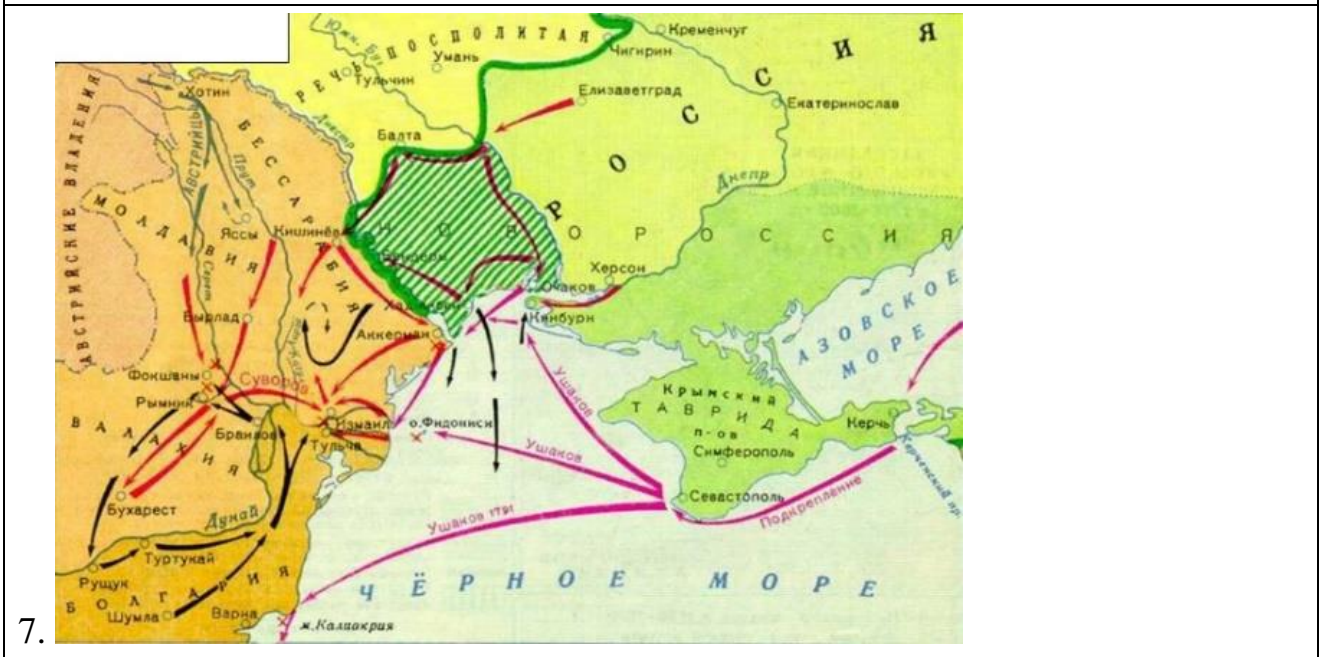 РЕЧЬ ПОСПОЛИТАЯ
Южн. Буг
Кременчуг
Чигирин
РОССИЯ
Умань
Тульчин
Хотин
Елизаветград
Екатеринослав
АВСТРИЙСКИЕ ВЛАДЕНИЯ
АВСТРИЙЦЫ
БЕССАРАБИЯ
Днестр
Балта
Прут
Днепр
МОЛДАВИЯ
Яссы
Кишинёв
НОВОРОССИЯ
Бендеры
Серет
Херсон
Очаков
Кинбурн
АЗОВСКОЕ
МОРЕ
Бырлад
Аккерман
Фокшаны
Суворов
Рымник
Ушаков
Крымский
ТАВРИДА
п-ов
Керчь
ВАЛАХИЯ
Браилов
Измаил
Тульча
о.Фидониси
Ушаков
Симферополь
Бухарест
Севастополь
Подкрепление
Дунай
Ушаков 1791
Туртукай
Рущук
ЧЁРНОЕ МОРЕ
БОЛГАРИЯ
Шумла
Варна
м.Калиакрия
7.